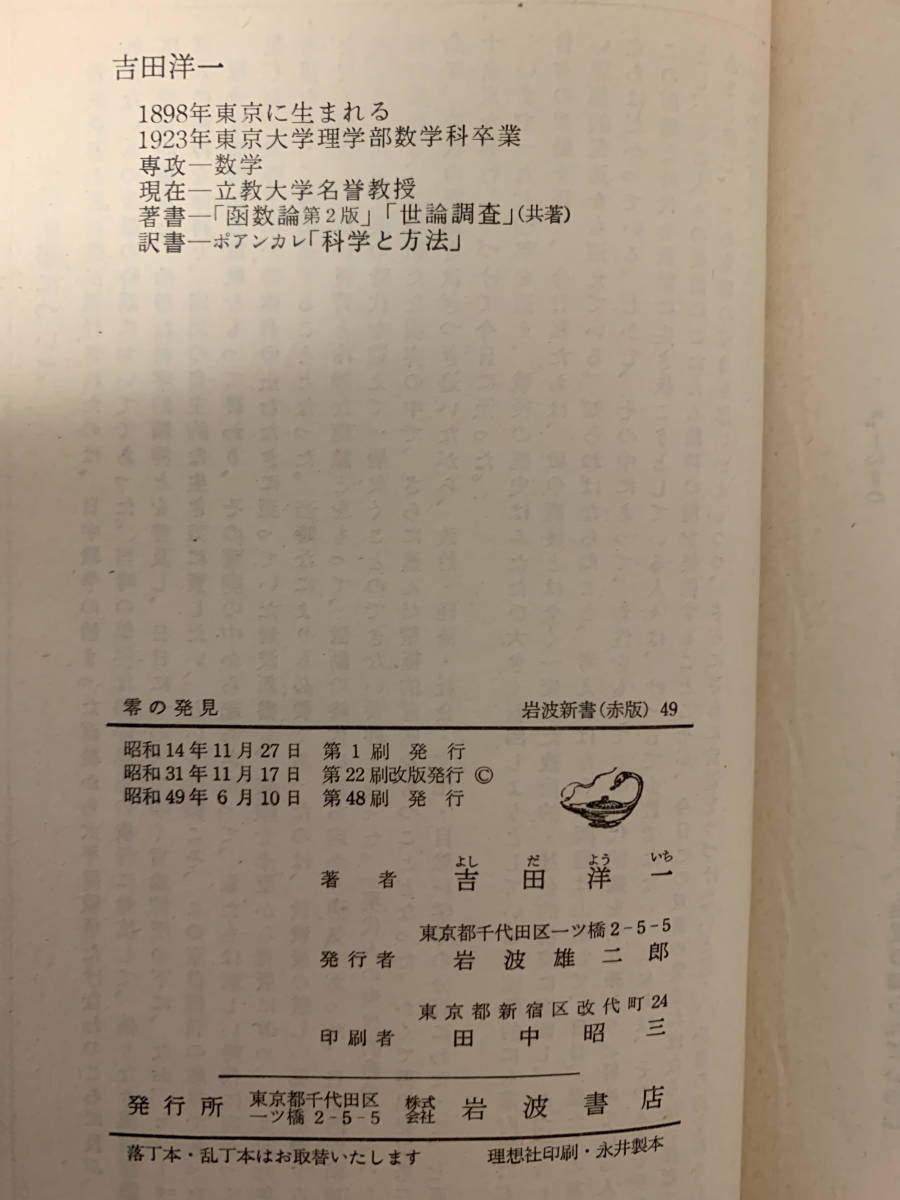 吉田洋一
1898年東京に生まれる
1923年東京大学理学部数学科卒業
専攻―数学
現在―立教大学名誉教授
著書―「函数論第2版」「世論調査」(共著)
訳書―ポアンカレ「科学と方法」
零の発見 岩波新書(赤版) 49
昭和14年11月27日 第1刷発行
昭和31年11月17日 第22刷改版発行 ©
昭和49年6月10日 第48刷発行
よし だ よう いち
著者 吉田洋一
東京都千代田区一ツ橋2-5-5
発行者 岩波雄二郎
東京都新宿区改代町24
印刷者 田中昭三
発行所 東京都千代田区一ツ橋2-5-5 株式会社 岩波書店
落丁本・乱丁本はお取替いたします 理想社印刷・永井製本